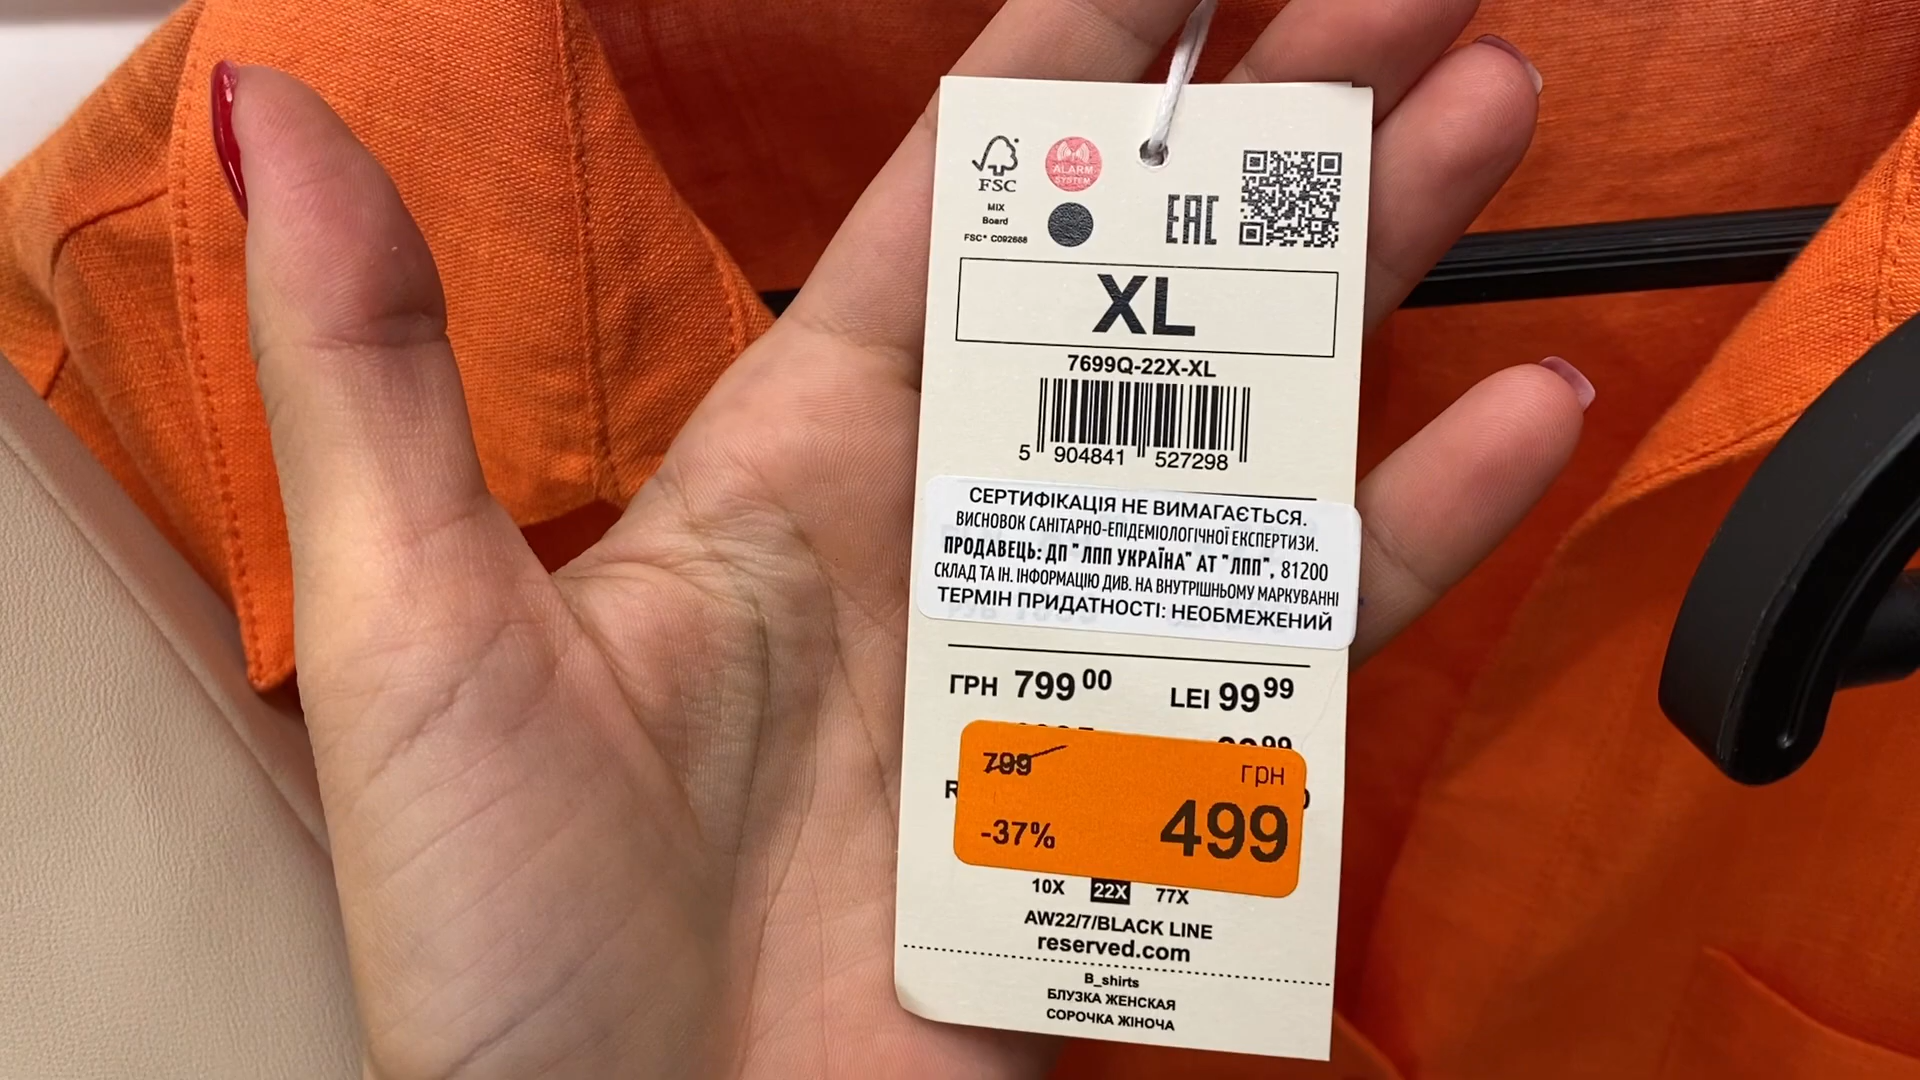 FSC
MIX
Board
FSC® C092668
ALARM
SYSTEM
EAC
XL
7699Q-22X-XL
5 904841 527298
СЕРТИФІКАЦІЯ НЕ ВИМАГАЄТЬСЯ.
ВИСНОВОК САНІТАРНО-ЕПІДЕМІОЛОГІЧНОЇ ЕКСПЕРТИЗИ.
ПРОДАВЕЦЬ: ДП "ЛПП УКРАЇНА" АТ "ЛПП", 81200
СКЛАД ТА ІН. ІНФОРМАЦІЮ ДИВ. НА ВНУТРІШНЬОМУ МАРКУВАННІ
ТЕРМІН ПРИДАТНОСТІ: НЕОБМЕЖЕНИЙ
ГРН 799 00 LEI 99 99
799 грн
-37% 499
10X 22X 77X
AW22/7/BLACK LINE
reserved.com
B_shirts
БЛУЗКА ЖЕНСКАЯ
СОРОЧКА ЖІНОЧА